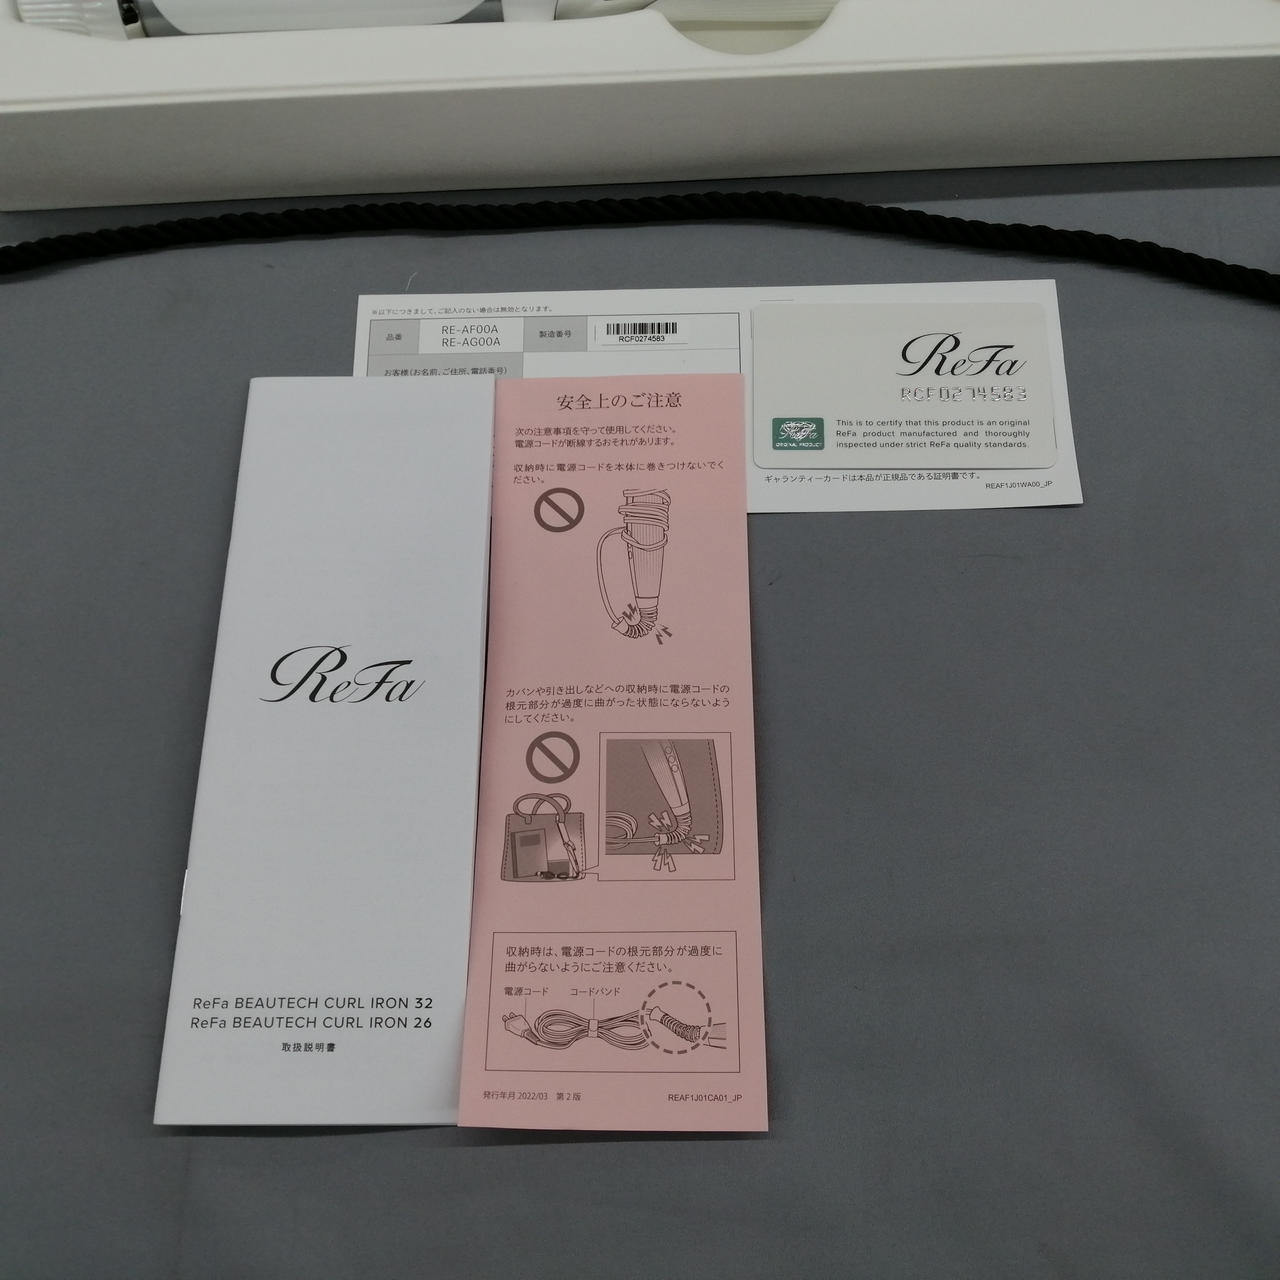 ※以下につきまして、ご記入のない場合は無効となります。
品番
RE-AF00A
RE-AG00A
製造番号
RCF0274583
お客様(お名前、ご住所、電話番号)
ReFa
RCF0274583
ReFa
ORIGINAL PRODUCT
This is to certify that this product is an original
ReFa product manufactured and thoroughly
inspected under strict ReFa quality standards.
ギャランティーカードは本品が正規品である証明書です。
REAF1J01WA00_JP
ReFa
ReFa BEAUTECH CURL IRON 32
ReFa BEAUTECH CURL IRON 26
取扱説明書
安全上のご注意
次の注意事項を守って使用してください。
電源コードが断線するおそれがあります。
収納時に電源コードを本体に巻きつけないでく
ださい。
カバンや引き出しなどへの収納時に電源コードの
根元部分が過度に曲がった状態にならないよう
にしてください。
収納時は、電源コードの根元部分が過度に
曲がらないようにご注意ください。
電源コード
コードバンド
発行年月 2022/03 第2版
REAF1J01CA01_JP